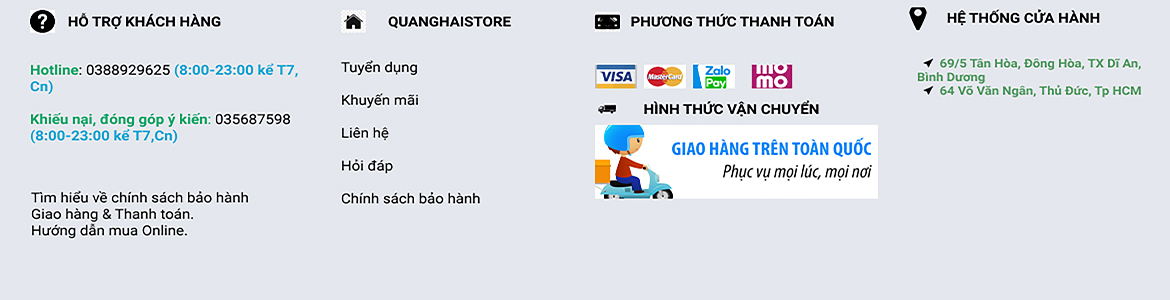 HỖ TRỢ KHÁCH HÀNG
Hotline: 0388929625 (8:00-23:00 kể T7,
Cn)
Khiếu nại, đóng góp ý kiến: 035687598
(8:00-23:00 kể T7,Cn)
Tìm hiểu về chính sách bảo hành
Giao hàng & Thanh toán.
Hướng dẫn mua Online.
QUANGHAISTORE
Tuyển dụng
Khuyến mãi
Liên hệ
Hỏi đáp
Chính sách bảo hành
PHƯƠNG THỨC THANH TOÁN
VISA MasterCard Zalo Pay mo mo
HÌNH THỨC VẬN CHUYỂN
GIAO HÀNG TRÊN TOÀN QUỐC
Phục vụ mọi lúc, mọi nơi
HỆ THỐNG CỬA HÀNH
69/5 Tân Hòa, Đông Hòa, TX Dĩ An,
Bình Dương
64 Võ Văn Ngân, Thủ Đức, Tp HCM